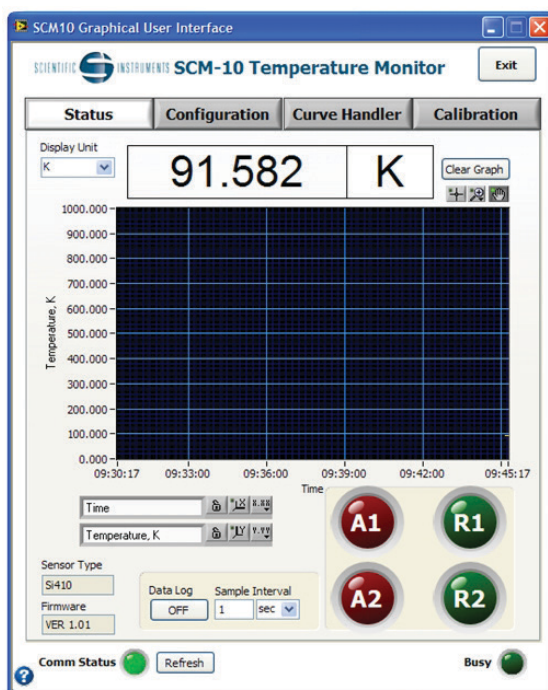 SCM10 Graphical User Interface
SCIENTIFIC INSTRUMENTS SCM-10 Temperature Monitor
Exit
Status Configuration Curve Handler Calibration
Display Unit
K
91.582 K
Clear Graph
1000.000
900.000
800.000
700.000
600.000
500.000
400.000
300.000
200.000
100.000
0.000
Temperature, K
09:30:17 09:33:00 09:36:00 09:39:00 09:42:00 09:45:17
Time
Time
Temperature, K
A1 R1
A2 R2
Sensor Type
Si410
Firmware
VER 1.01
Data Log Sample Interval
OFF 1 sec
Comm Status Refresh Busy
?